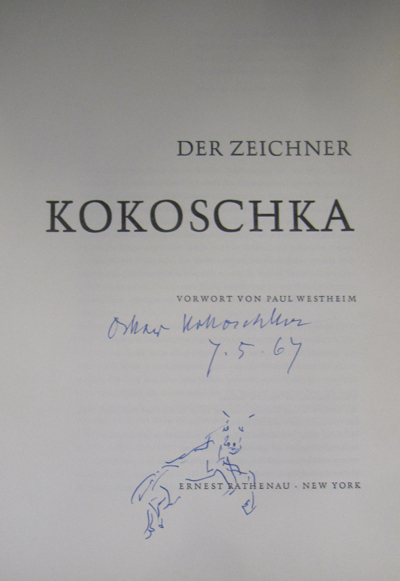 DER ZEICHNER
KOKOSCHKA
VORWORT VON PAUL WESTHEIM
Oskar Kokoschka
7.5.67
ERNEST RATHENAU - NEW YORK